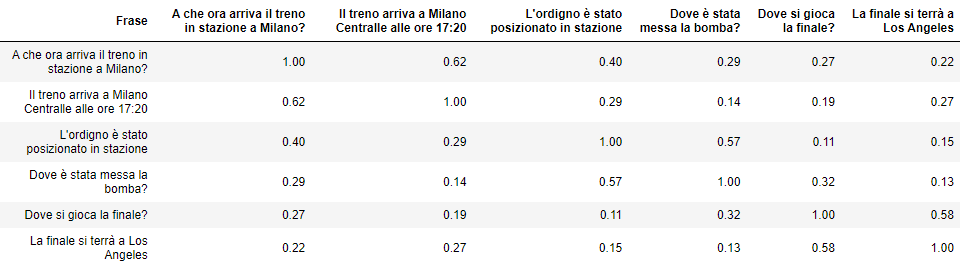 Frase A che ora arriva il treno in stazione a Milano? Il treno arriva a Milano Centralle alle ore 17:20 L'ordigno è stato posizionato in stazione Dove è stata messa la bomba? Dove si gioca la finale? La finale si terrà a Los Angeles
A che ora arriva il treno in stazione a Milano? 1.00 0.62 0.40 0.29 0.27 0.22
Il treno arriva a Milano Centralle alle ore 17:20 0.62 1.00 0.29 0.14 0.19 0.27
L'ordigno è stato posizionato in stazione 0.40 0.29 1.00 0.57 0.11 0.15
Dove è stata messa la bomba? 0.29 0.14 0.57 1.00 0.32 0.13
Dove si gioca la finale? 0.27 0.19 0.11 0.32 1.00 0.58
La finale si terrà a Los Angeles 0.22 0.27 0.15 0.13 0.58 1.00